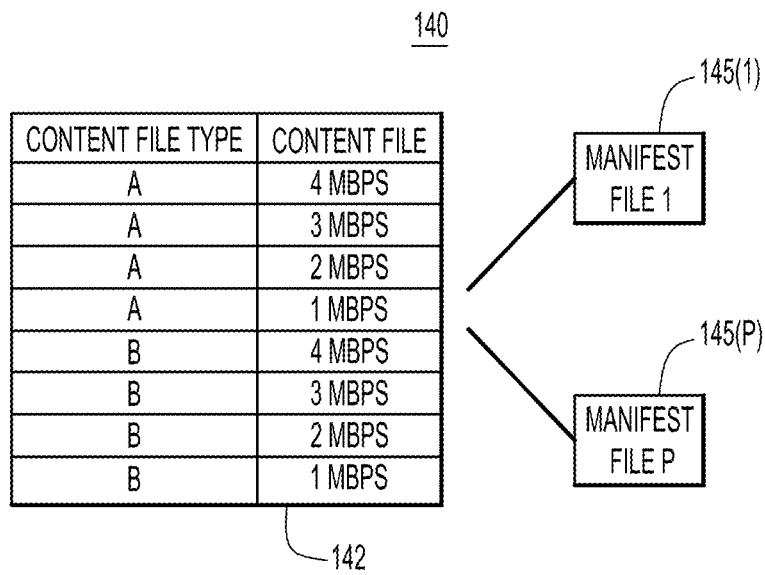 140
CONTENT FILE TYPE CONTENT FILE
A 4 MBPS
A 3 MBPS
A 2 MBPS
A 1 MBPS
B 4 MBPS
B 3 MBPS
B 2 MBPS
B 1 MBPS
142
145(1)
MANIFEST
FILE 1
145(P)
MANIFEST
FILE P